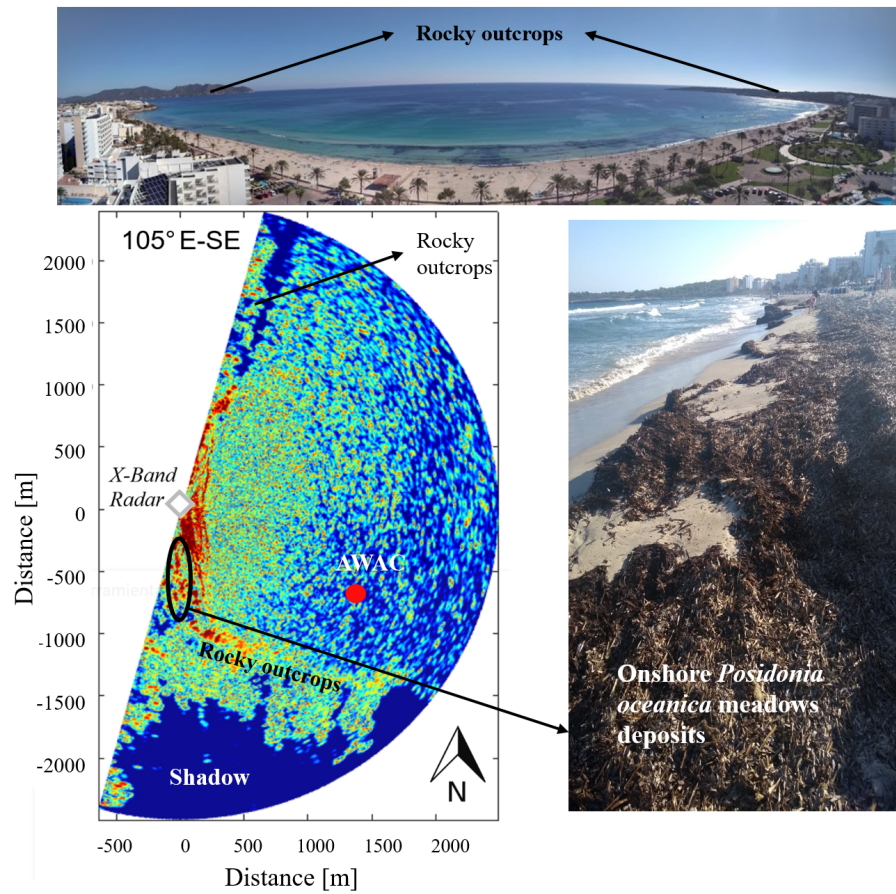 Rocky outcrops
105° E-SE
Rocky
outcrops
2000
1500
1000
500
0
-500
-1000
-1500
-2000
Distance [m]
X-Band
Radar
AWAC
Rocky outcrops
Shadow
N
-500
0
500
1000
1500
2000
Distance [m]
Onshore Posidonia
oceanica meadows
deposits